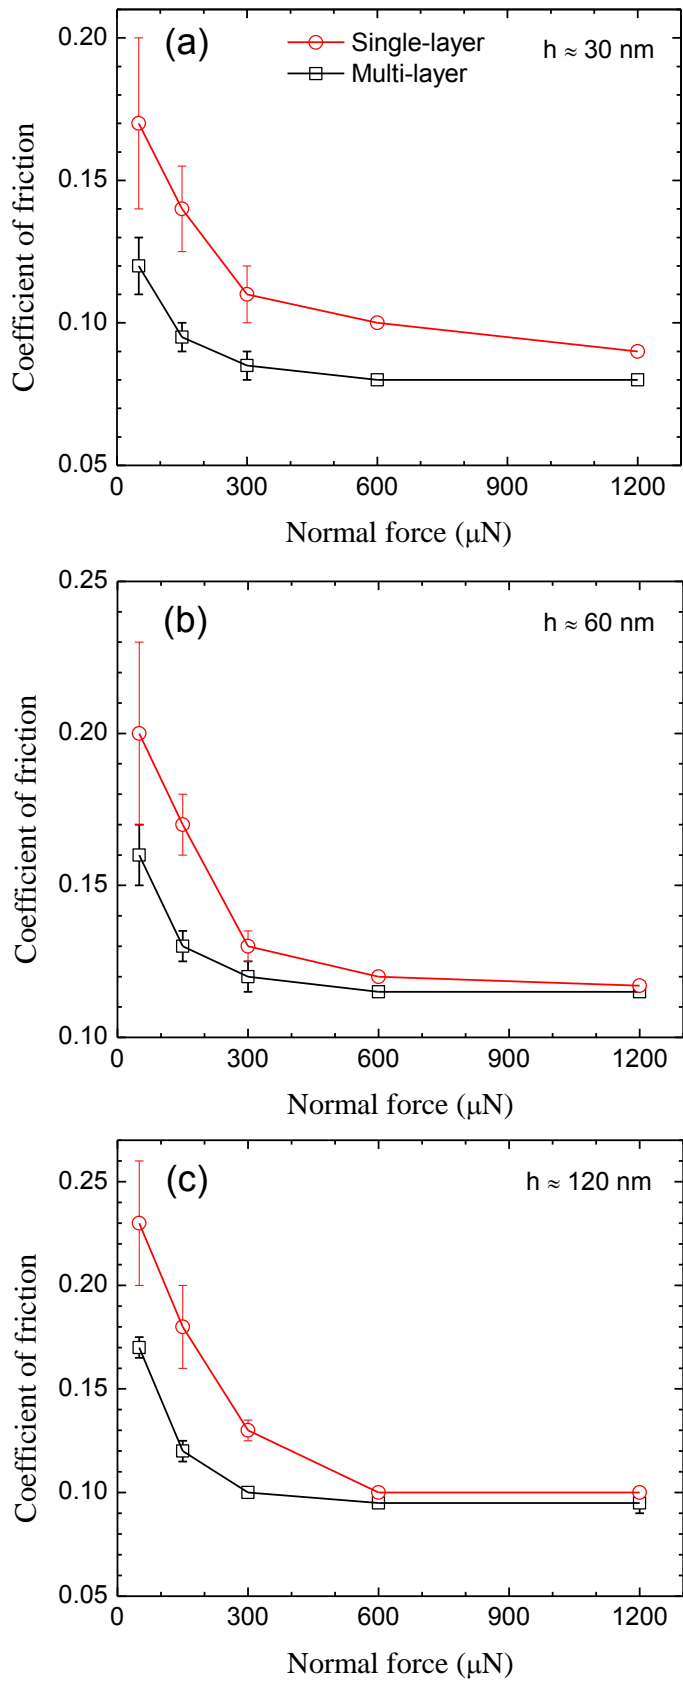 (a)
Single-layer
Multi-layer
h ≈ 30 nm
0.20
0.15
0.10
0.05
Coefficient of friction
0 300 600 900 1200
Normal force (μN)
(b)
h ≈ 60 nm
0.25
0.20
0.15
0.10
Coefficient of friction
0 300 600 900 1200
Normal force (μN)
(c)
h ≈ 120 nm
0.25
0.20
0.15
0.10
0.05
Coefficient of friction
0 300 600 900 1200
Normal force (μN)